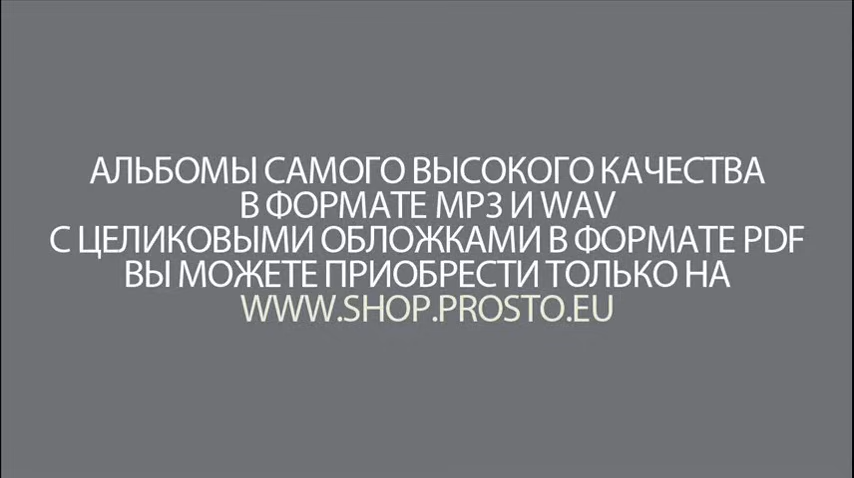 АЛЬБОМЫ САМОГО ВЫСОКОГО КАЧЕСТВА
В ФОРМАТЕ MP3 И WAV
С ЦЕЛИКОВЫМИ ОБЛОЖКАМИ В ФОРМАТЕ PDF
ВЫ МОЖЕТЕ ПРИОБРЕСТИ ТОЛЬКО НА
WWW.SHOP.PROSTO.EU